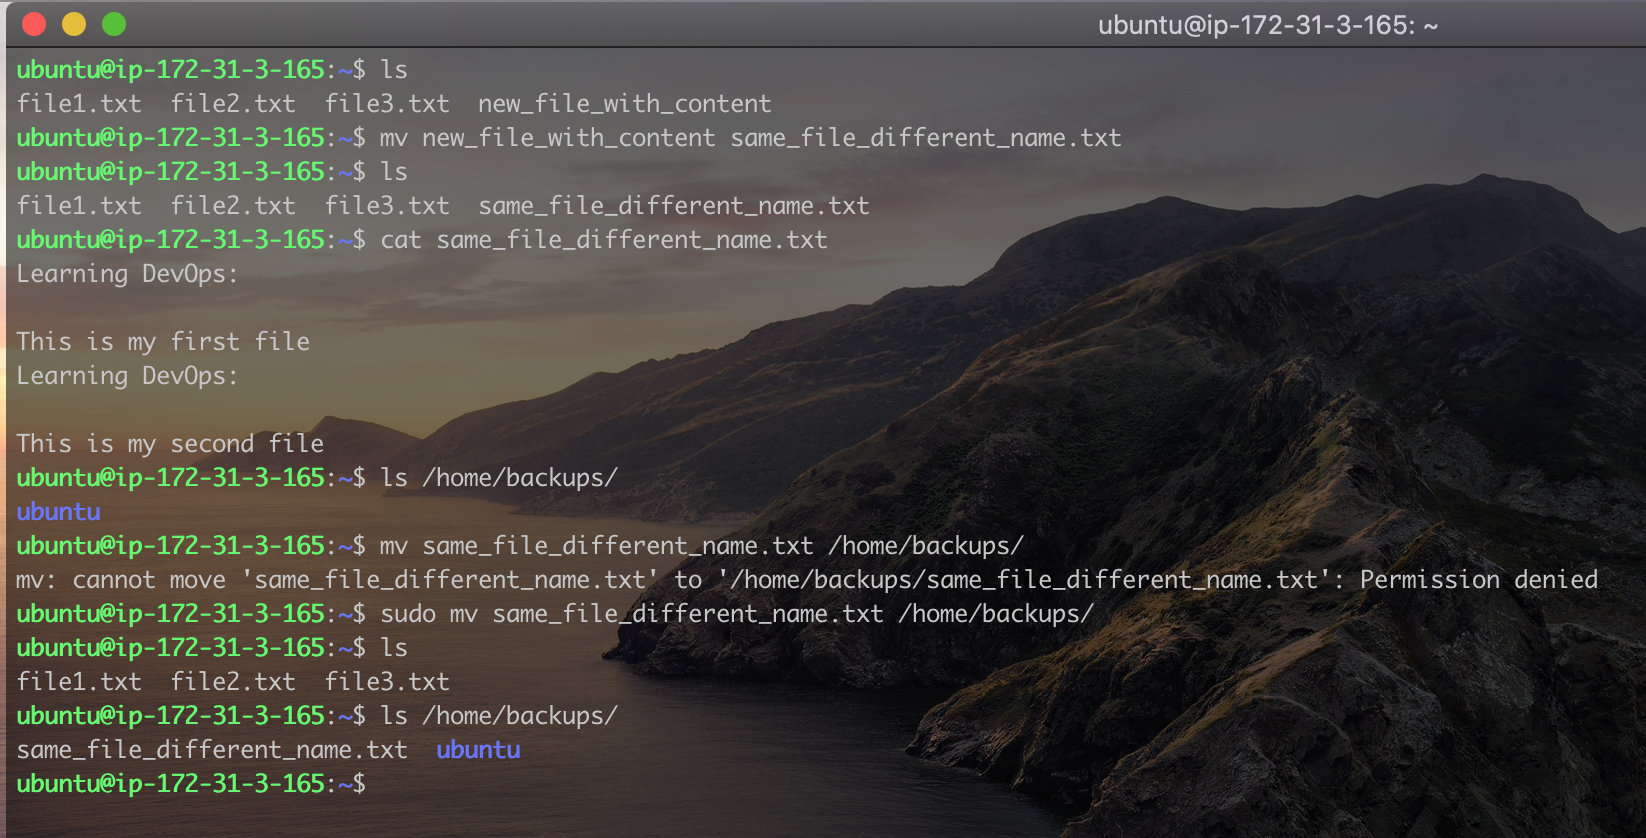 ubuntu@ip-172-31-3-165: ~
ubuntu@ip-172-31-3-165:~$ ls
file1.txt  file2.txt  file3.txt  new_file_with_content
ubuntu@ip-172-31-3-165:~$ mv new_file_with_content same_file_different_name.txt
ubuntu@ip-172-31-3-165:~$ ls
file1.txt  file2.txt  file3.txt  same_file_different_name.txt
ubuntu@ip-172-31-3-165:~$ cat same_file_different_name.txt
Learning DevOps:

This is my first file
Learning DevOps:

This is my second file
ubuntu@ip-172-31-3-165:~$ ls /home/backups/
ubuntu
ubuntu@ip-172-31-3-165:~$ mv same_file_different_name.txt /home/backups/
mv: cannot move 'same_file_different_name.txt' to '/home/backups/same_file_different_name.txt': Permission denied
ubuntu@ip-172-31-3-165:~$ sudo mv same_file_different_name.txt /home/backups/
ubuntu@ip-172-31-3-165:~$ ls
file1.txt  file2.txt  file3.txt
ubuntu@ip-172-31-3-165:~$ ls /home/backups/
same_file_different_name.txt  ubuntu
ubuntu@ip-172-31-3-165:~$